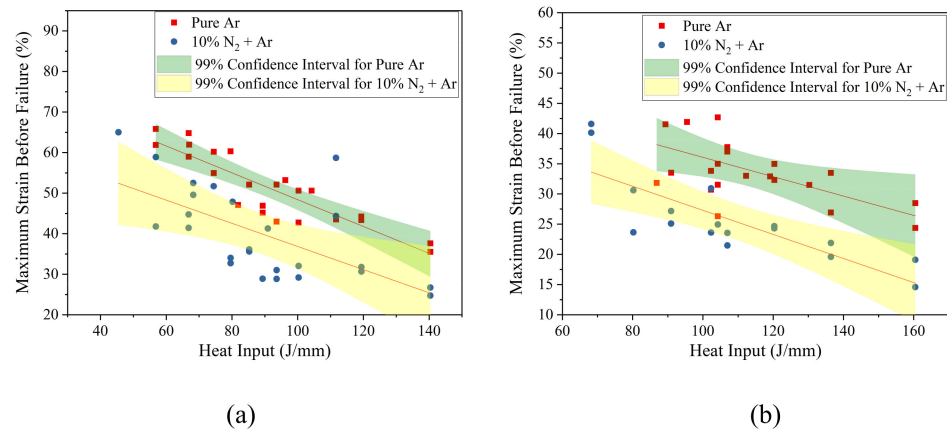 Pure Ar
10% N₂ + Ar
99% Confidence Interval for Pure Ar
99% Confidence Interval for 10% N₂ + Ar
Maximum Strain Before Failure (%)
95
90
80
70
60
50
40
30
20
40 60 80 100 120 140
Heat Input (J/mm)
(a)
Pure Ar
10% N₂ + Ar
99% Confidence Interval for Pure Ar
99% Confidence Interval for 10% N₂ + Ar
Maximum Strain Before Failure (%)
60
55
50
45
40
35
30
25
20
15
10
60 80 100 120 140 160
Heat Input (J/mm)
(b)